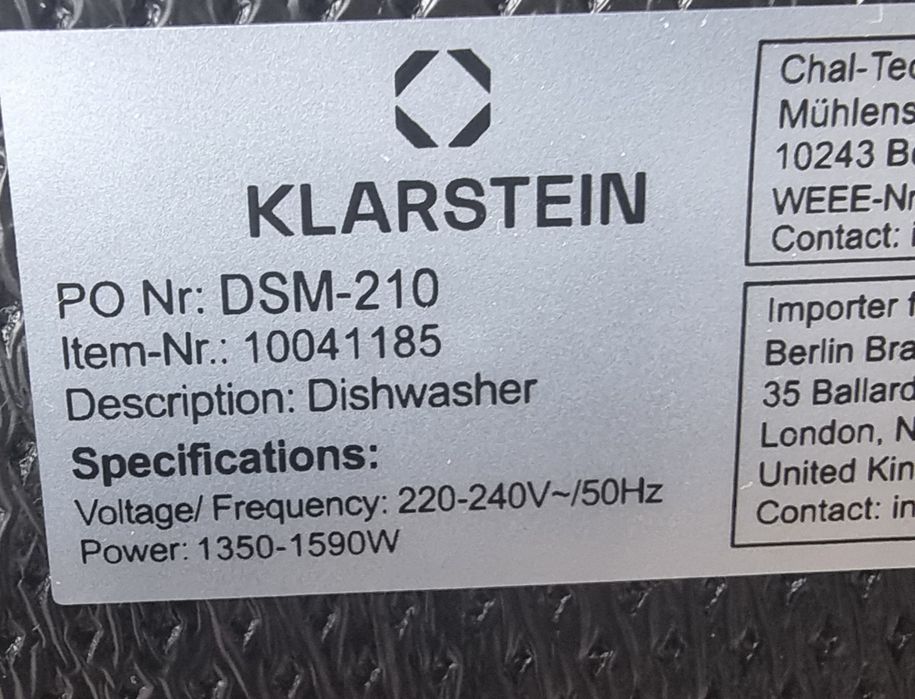 KLARSTEIN
PO Nr: DSM-210
Item-Nr.: 10041185
Description: Dishwasher
Specifications:
Voltage/ Frequency: 220-240V~/50Hz
Power: 1350-1590W
Chal-Tec
Mühlens
10243 Be
WEEE-Nr
Contact:
Importer f
Berlin Bra
35 Ballard
London, N
United Kin
Contact: in